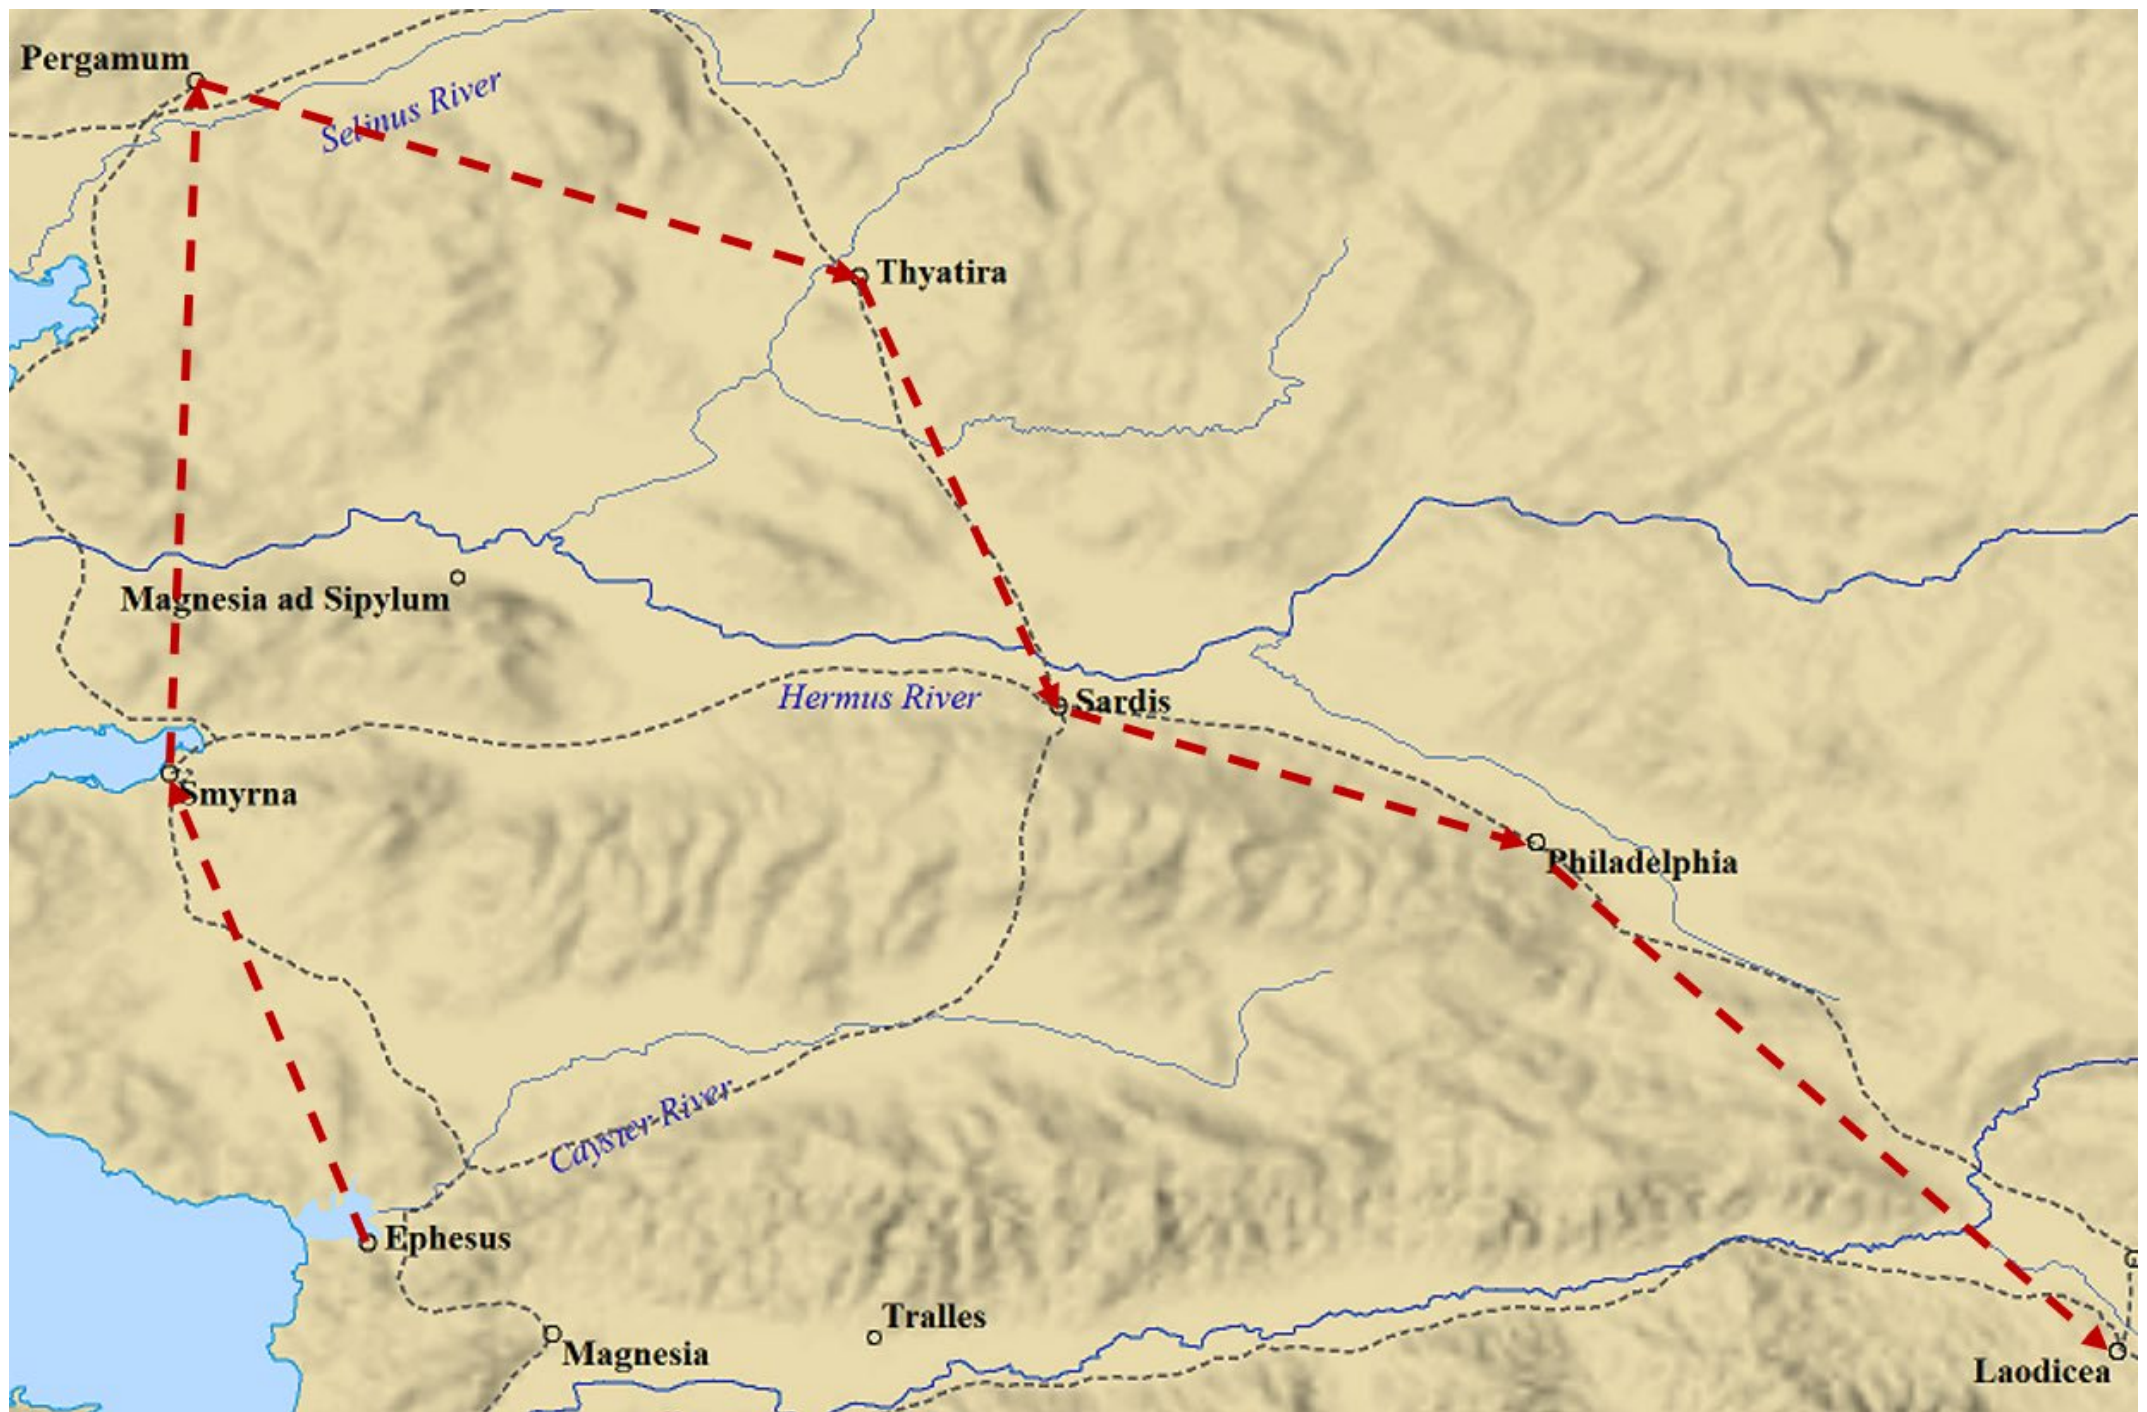 Pergamum
Selinus River
Thyatira
Magnesia ad Sipylum
Hermus River
Sardis
Smyrna
Philadelphia
Cayster River
Ephesus
Tralles
Magnesia
Laodicea